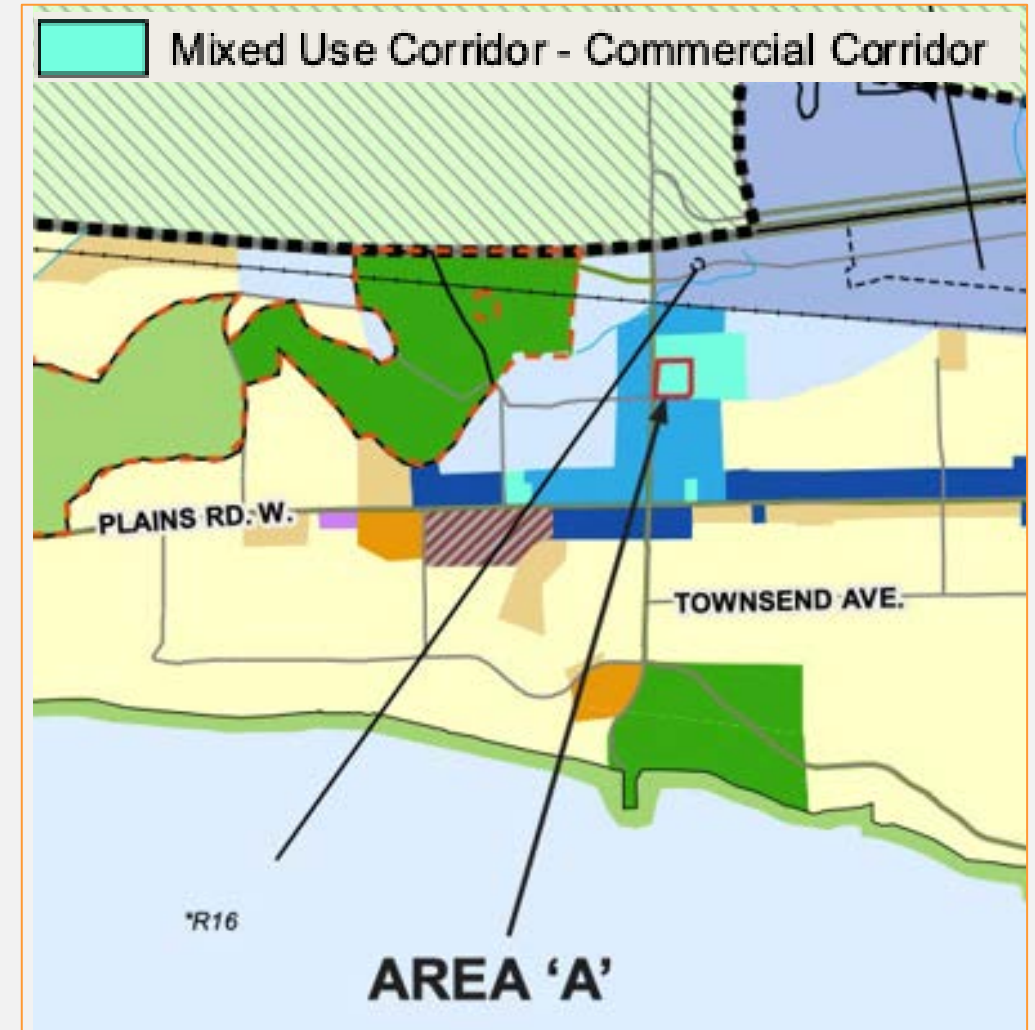 Mixed Use Corridor - Commercial Corridor
PLAINS RD. W.
TOWNSEND AVE.
*R16
AREA ‘A’